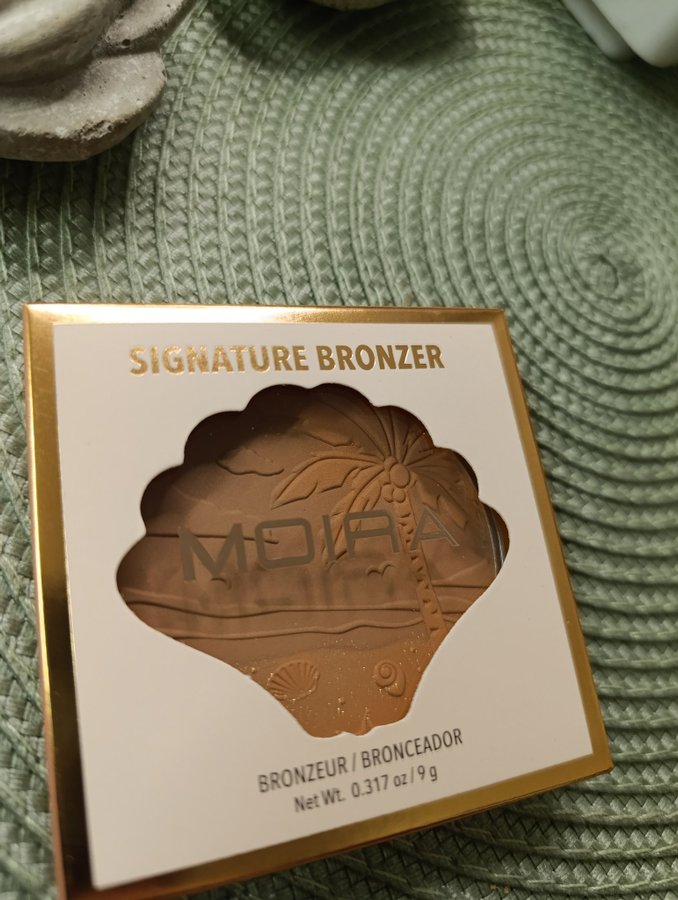 SIGNATURE BRONZER
MOIRA
BRONZEUR / BRONCEADOR
Net Wt. 0.317 oz / 9 g